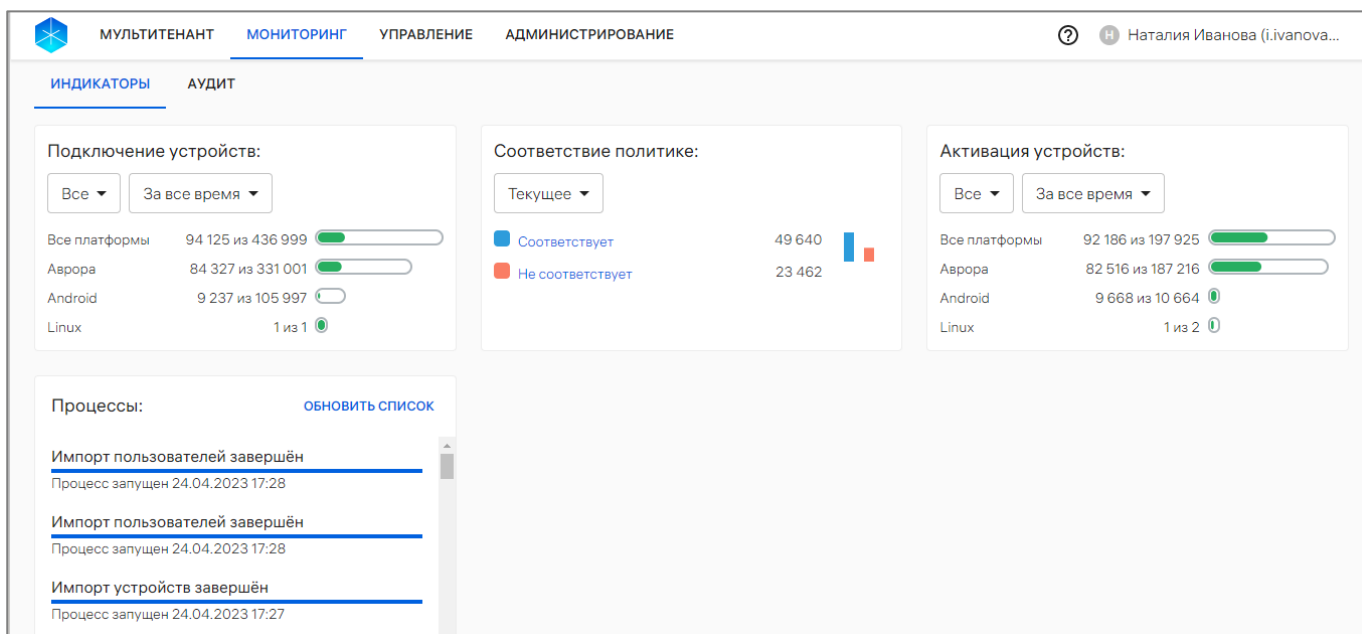 МУЛЬТИТЕНАНТ МОНИТОРИНГ УПРАВЛЕНИЕ АДМИНИСТРИРОВАНИЕ Н Наталия Иванова (i.ivanova...
ИНДИКАТОРЫ АУДИТ
Подключение устройств:
Все За все время
Все платформы 94 125 из 436 999
Аврора 84 327 из 331 001
Android 9 237 из 105 997
Linux 1 из 1
Соответствие политике:
Текущее
Соответствует 49 640
Не соответствует 23 462
Активация устройств:
Все За все время
Все платформы 92 186 из 197 925
Аврора 82 516 из 187 216
Android 9 668 из 10 664
Linux 1 из 2
Процессы: ОБНОВИТЬ СПИСОК
Импорт пользователей завершён
Процесс запущен 24.04.2023 17:28
Импорт пользователей завершён
Процесс запущен 24.04.2023 17:28
Импорт устройств завершён
Процесс запущен 24.04.2023 17:27